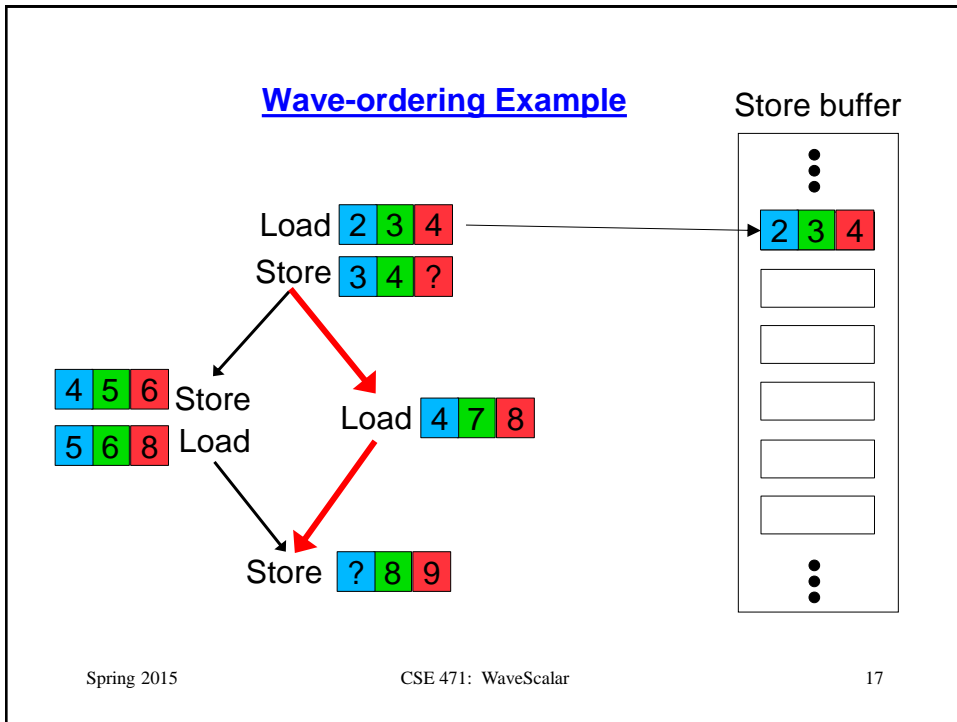 Wave-ordering Example
Store buffer
Load 2 3 4
2 3 4
Store 3 4 ?
4 5 6 Store
Load 4 7 8
5 6 8 Load
Store ? 8 9
Spring 2015 CSE 471: WaveScalar 17